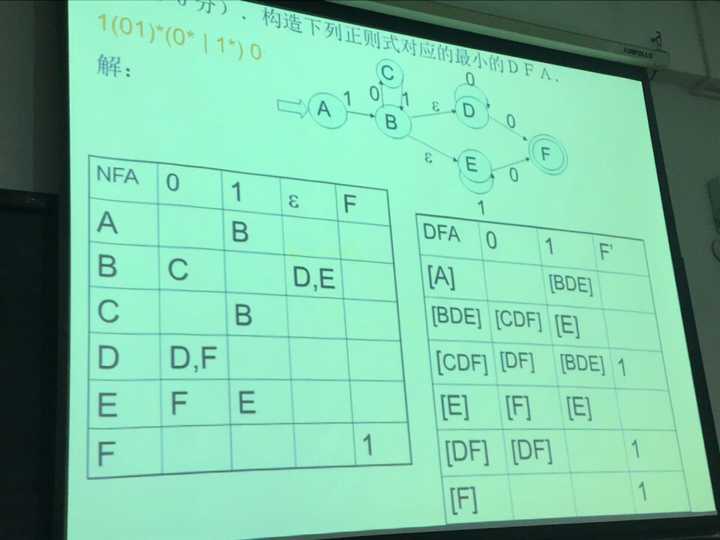 分）．构造下列正则式对应的最小的ＤＦＡ．
1(01)*(0* | 1*) 0
解：
A 1 B 0 C 1 ε D 0 0 F
ε E 0 1
NFA 0 1 ε F
A B
B C D,E
C B
D D,F
E F E
F 1
DFA 0 1 F'
[A] [BDE]
[BDE] [CDF] [E]
[CDF] [DF] [BDE] 1
[E] [F] [E]
[DF] [DF] 1
[F] 1